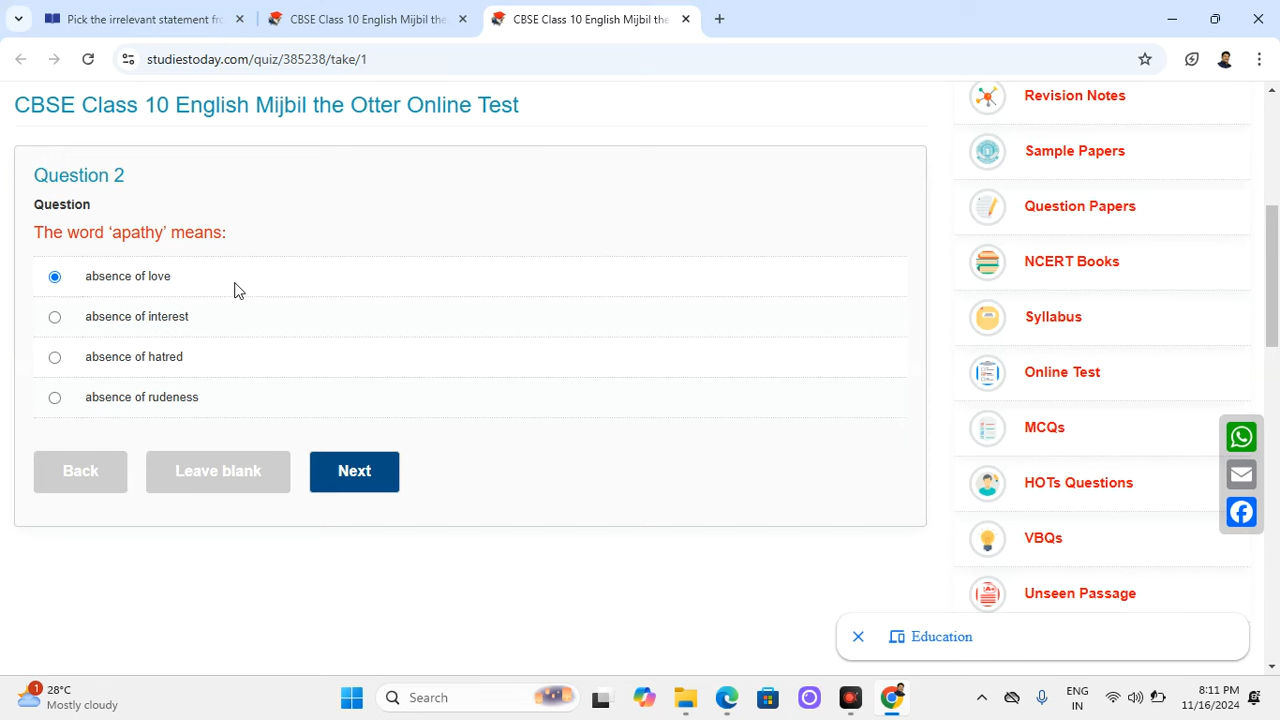 Pick the irrelevant statement fro
CBSE Class 10 English Mijbil the
CBSE Class 10 English Mijbil the
studiestoday.com/quiz/385238/take/1
CBSE Class 10 English Mijbil the Otter Online Test
Question 2
Question
The word ‘apathy’ means:
absence of love
absence of interest
absence of hatred
absence of rudeness
Back
Leave blank
Next
Revision Notes
Sample Papers
Question Papers
NCERT Books
Syllabus
Online Test
MCQs
HOTs Questions
VBQs
Unseen Passage
Education
1
28°C
Mostly cloudy
Search
ENG
IN
8:11 PM
11/16/2024